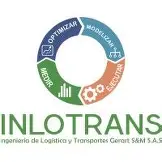 OPTIMIZAR
MODELIZAR
MEDIR
EJECUTAR
INLOTRANS
Ingeniería de Logística y Transportes Gerart S&M S.A.S